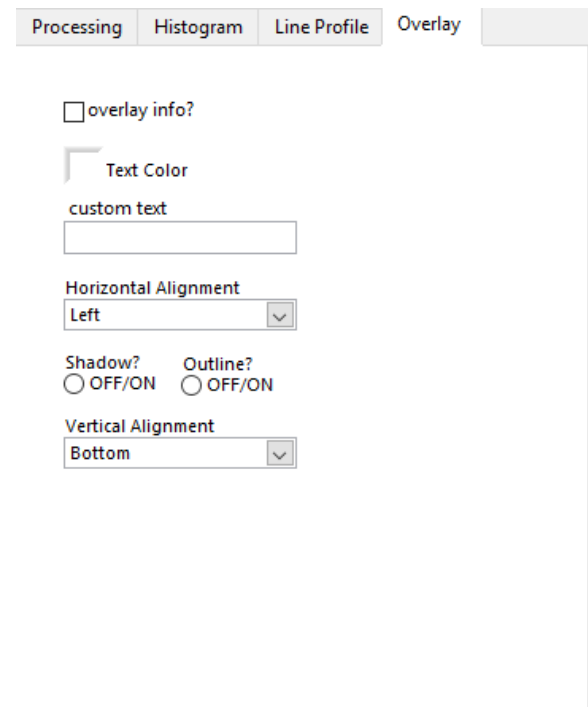 Processing Histogram Line Profile Overlay
overlay info?
Text Color
custom text
Horizontal Alignment
Left
Shadow? Outline?
OFF/ON OFF/ON
Vertical Alignment
Bottom